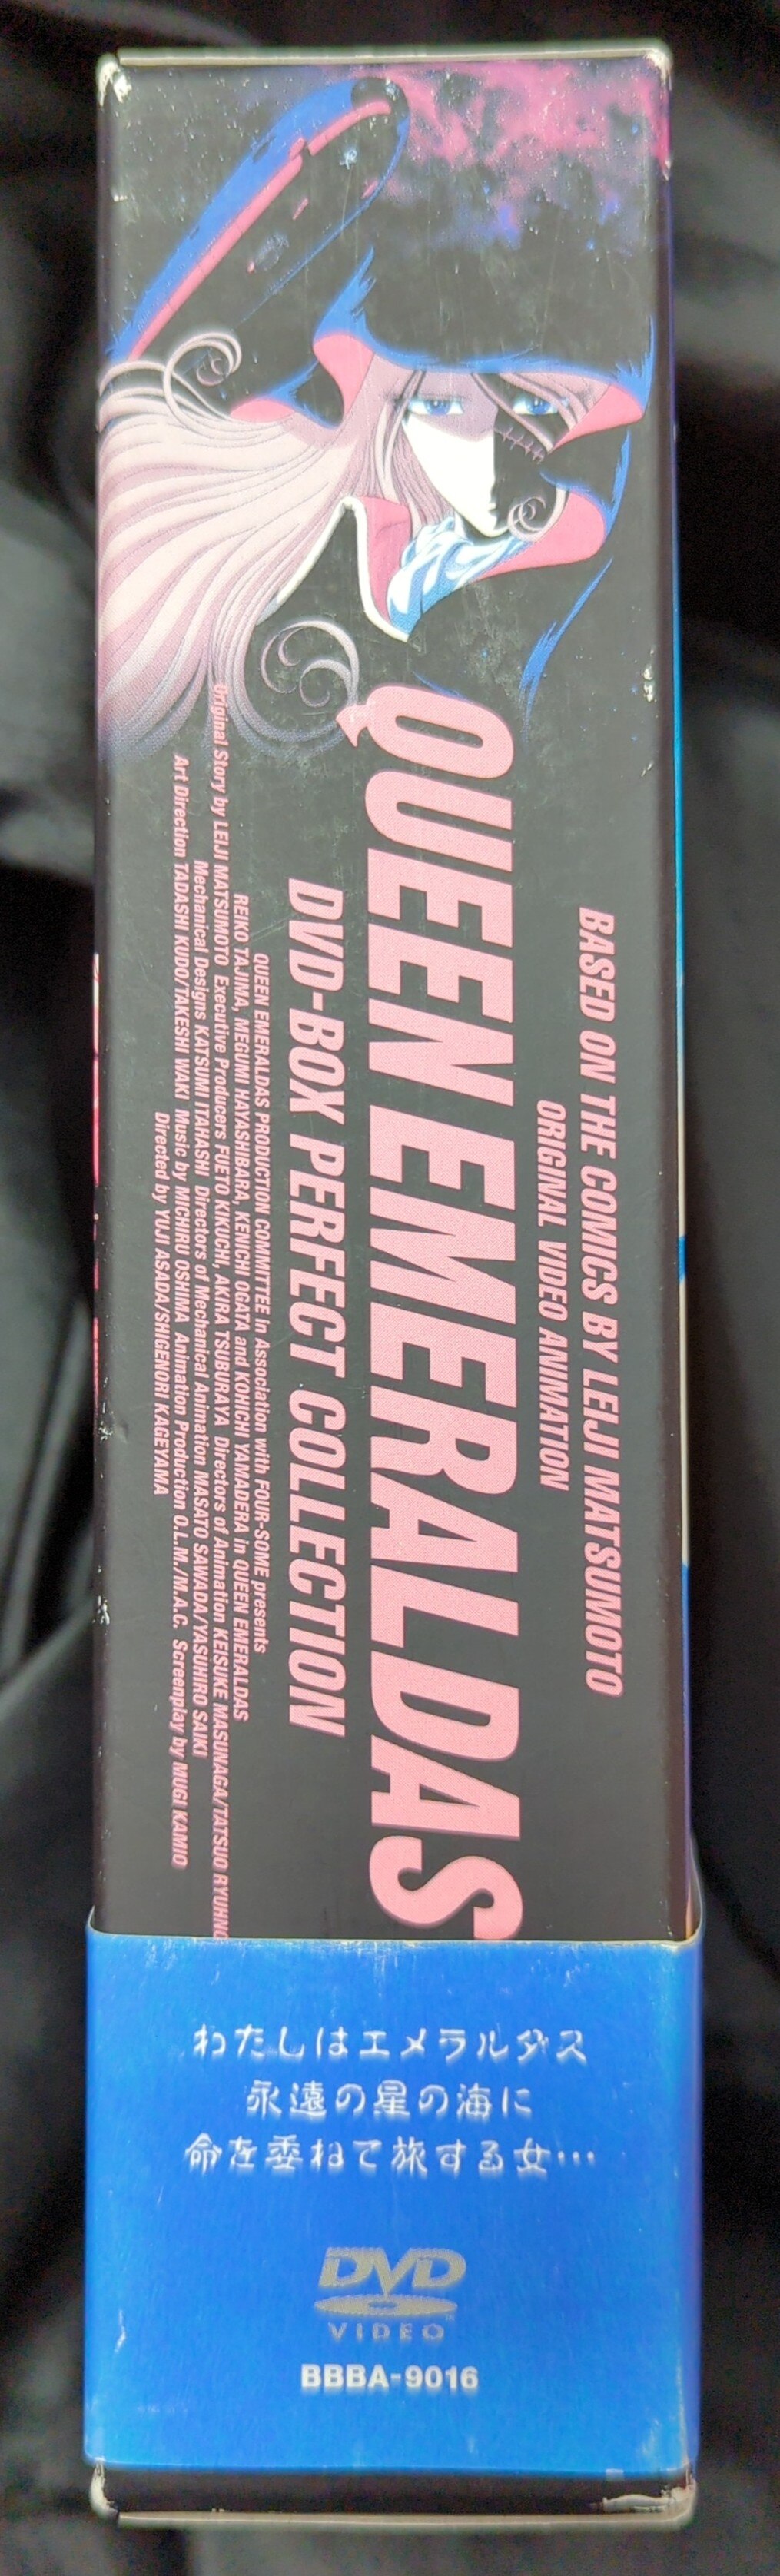 BASED ON THE COMICS BY LEIJI MATSUMOTO
ORIGINAL VIDEO ANIMATION
QUEEN EMERALDAS
DVD-BOX PERFECT COLLECTION
QUEEN EMERALDAS PRODUCTION COMMITTEE in Association with FOUR-SOME presents
REIKO TAJIMA, MEGUMI HAYASHIBARA, KENICHI OGATA and KOHICHI YAMADERA in QUEEN EMERALDAS
Original Story by LEIJI MATSUMOTO Executive Producers FUETO KIKUCH, AKIRA TSUBURAYA Directors of Animation KEISUKE MASUNAGA/TATSUO RYUHNO
Mechanical Designs KATSUMI ITAHASHI Directors of Mechanical Animation MASATO SAWADA/YASUHIRO SAIKI
Art Direction TADASHI KUDO/TAKESHI WAKI Music by MICHIRU OSHIMA Animation Production O.L.M./M.A.C. Screenplay by MUGI KAMIO
Directed by YUJI ASADA/SHIGENORI KAGEYAMA
わたしはエメラルダス
永遠の星の海に
命を委ねて旅する女…
DVD
VIDEO
BBBA-9016